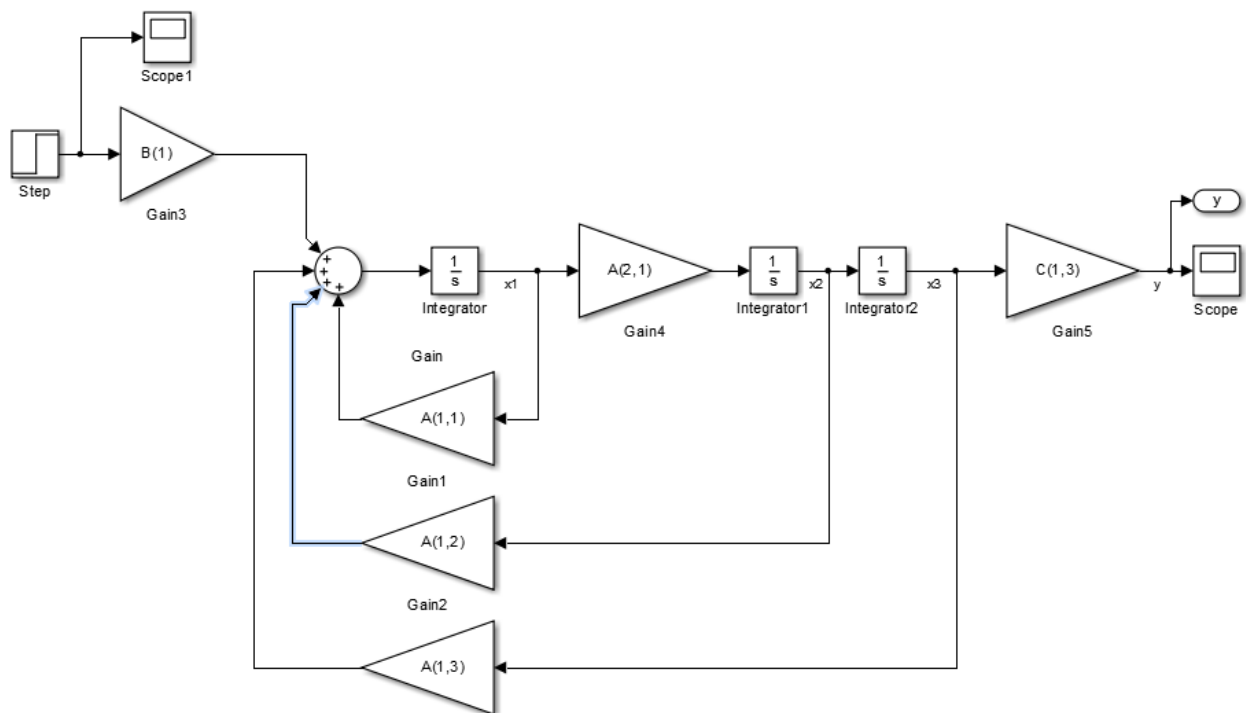 Scope1
B(1)
Step
Gain3
+
+
+
+
1
s
x1
Integrator
A(2,1)
Gain4
1
s
x2
Integrator1
1
s
x3
Integrator2
C(1,3)
Gain5
y
y
Scope
Gain
A(1,1)
Gain1
A(1,2)
Gain2
A(1,3)